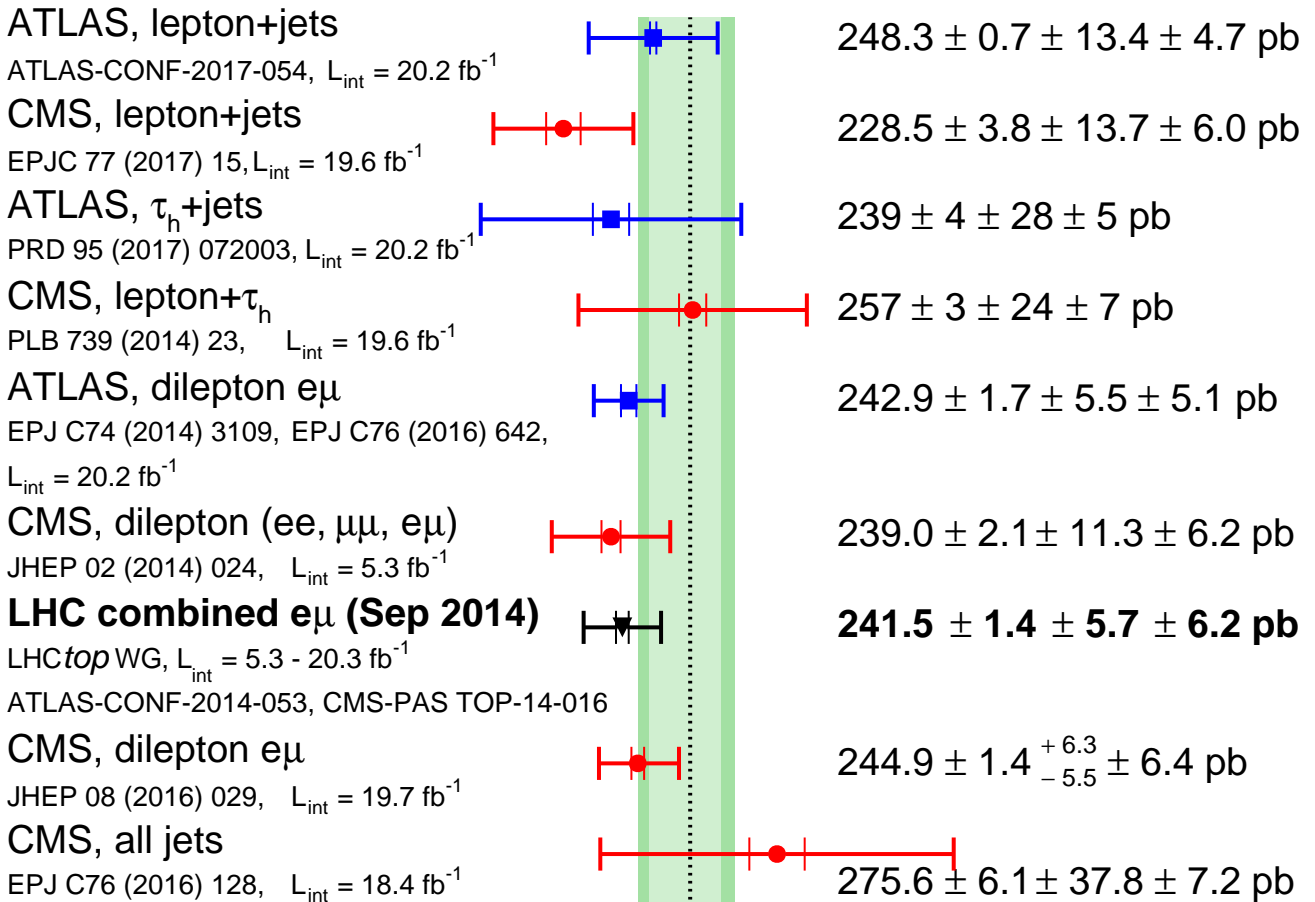 ATLAS, lepton+jets 248.3 ± 0.7 ± 13.4 ± 4.7 pb
ATLAS-CONF-2017-054, L_int = 20.2 fb^-1
CMS, lepton+jets 228.5 ± 3.8 ± 13.7 ± 6.0 pb
EPJC 77 (2017) 15, L_int = 19.6 fb^-1
ATLAS, τ_h+jets 239 ± 4 ± 28 ± 5 pb
PRD 95 (2017) 072003, L_int = 20.2 fb^-1
CMS, lepton+τ_h 257 ± 3 ± 24 ± 7 pb
PLB 739 (2014) 23, L_int = 19.6 fb^-1
ATLAS, dilepton eμ 242.9 ± 1.7 ± 5.5 ± 5.1 pb
EPJ C74 (2014) 3109, EPJ C76 (2016) 642,
L_int = 20.2 fb^-1
CMS, dilepton (ee, μμ, eμ) 239.0 ± 2.1 ± 11.3 ± 6.2 pb
JHEP 02 (2014) 024, L_int = 5.3 fb^-1
LHC combined eμ (Sep 2014) 241.5 ± 1.4 ± 5.7 ± 6.2 pb
LHCtop WG, L_int = 5.3 - 20.3 fb^-1
ATLAS-CONF-2014-053, CMS-PAS TOP-14-016
CMS, dilepton eμ 244.9 ± 1.4 + 6.3 − 5.5 ± 6.4 pb
JHEP 08 (2016) 029, L_int = 19.7 fb^-1
CMS, all jets 275.6 ± 6.1 ± 37.8 ± 7.2 pb
EPJ C76 (2016) 128, L_int = 18.4 fb^-1